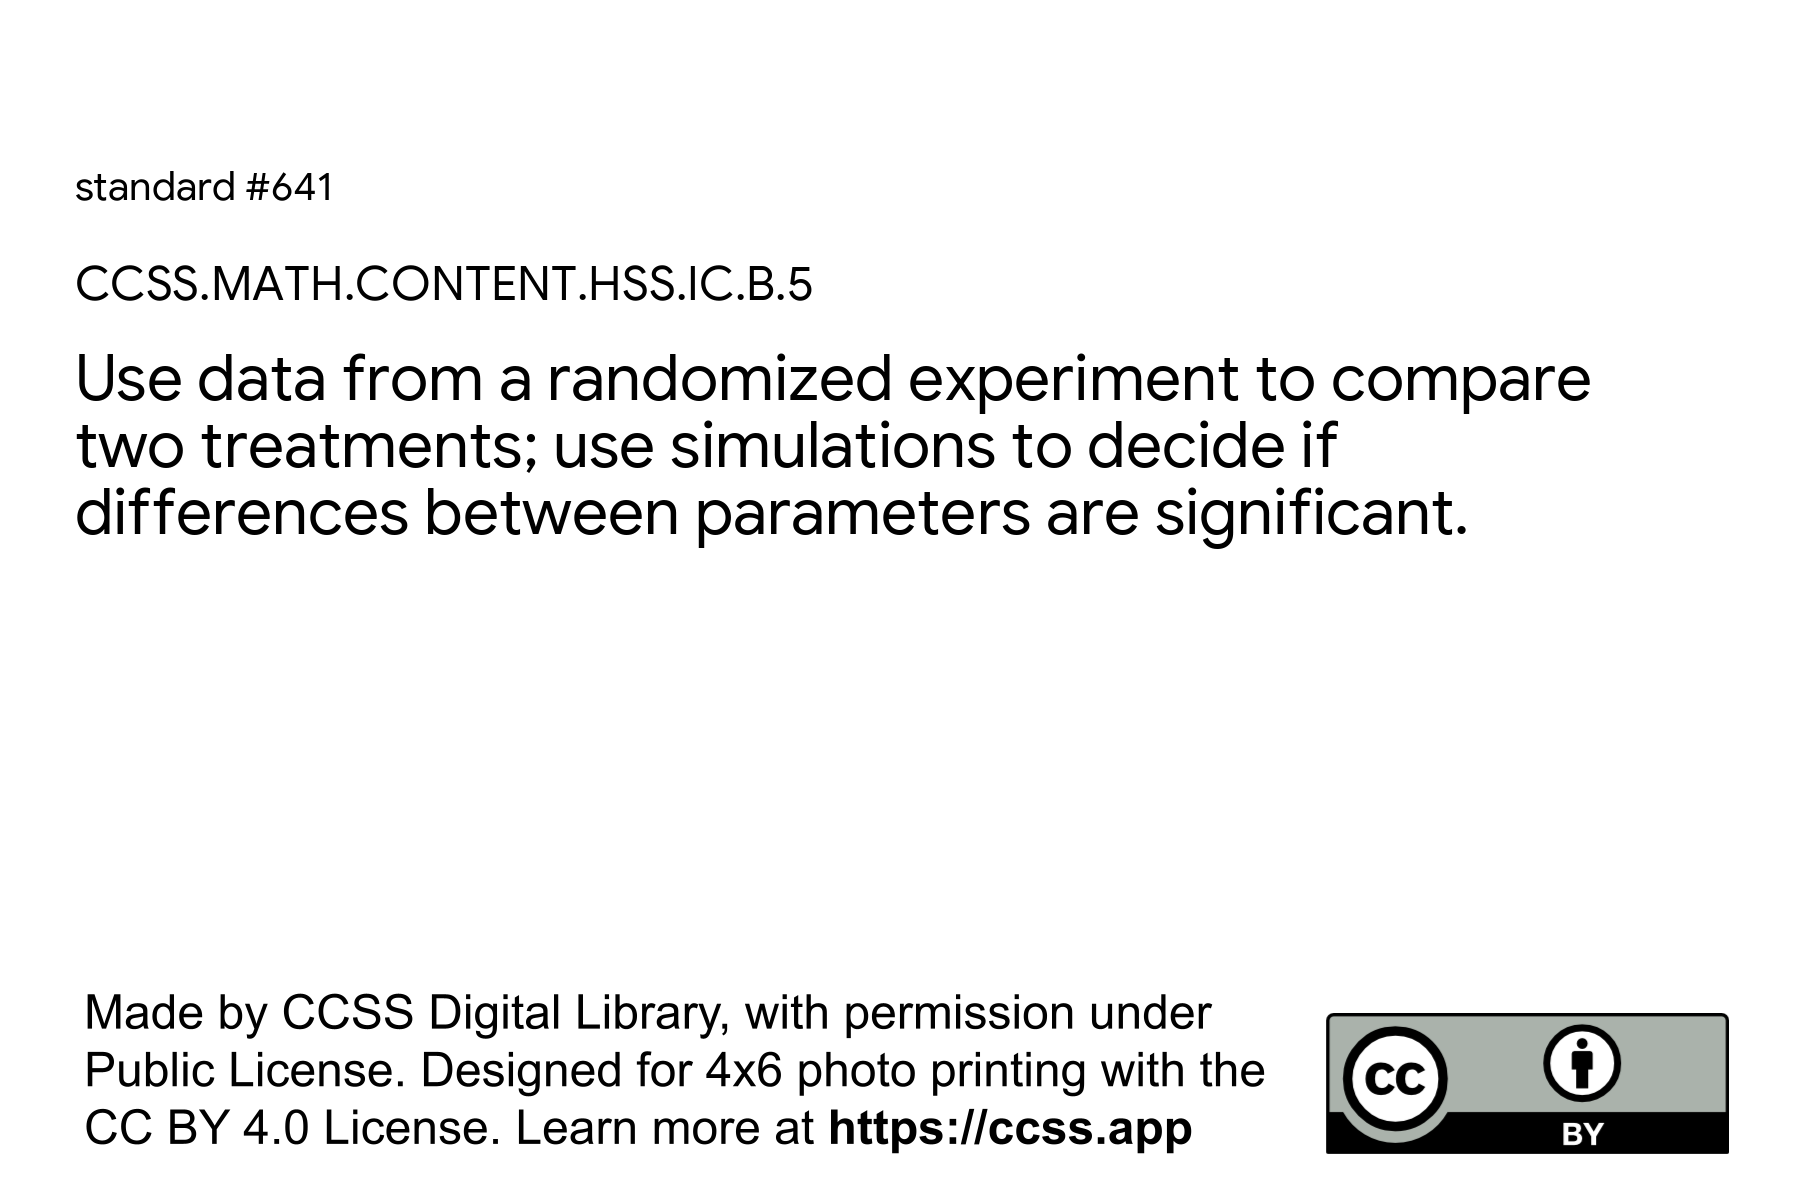 standard #641
CCSS.MATH.CONTENT.HSS.IC.B.5
Use data from a randomized experiment to compare
two treatments; use simulations to decide if
differences between parameters are significant.
Made by CCSS Digital Library, with permission under
Public License. Designed for 4x6 photo printing with the
CC BY 4.0 License. Learn more at https://ccss.app
CC
BY